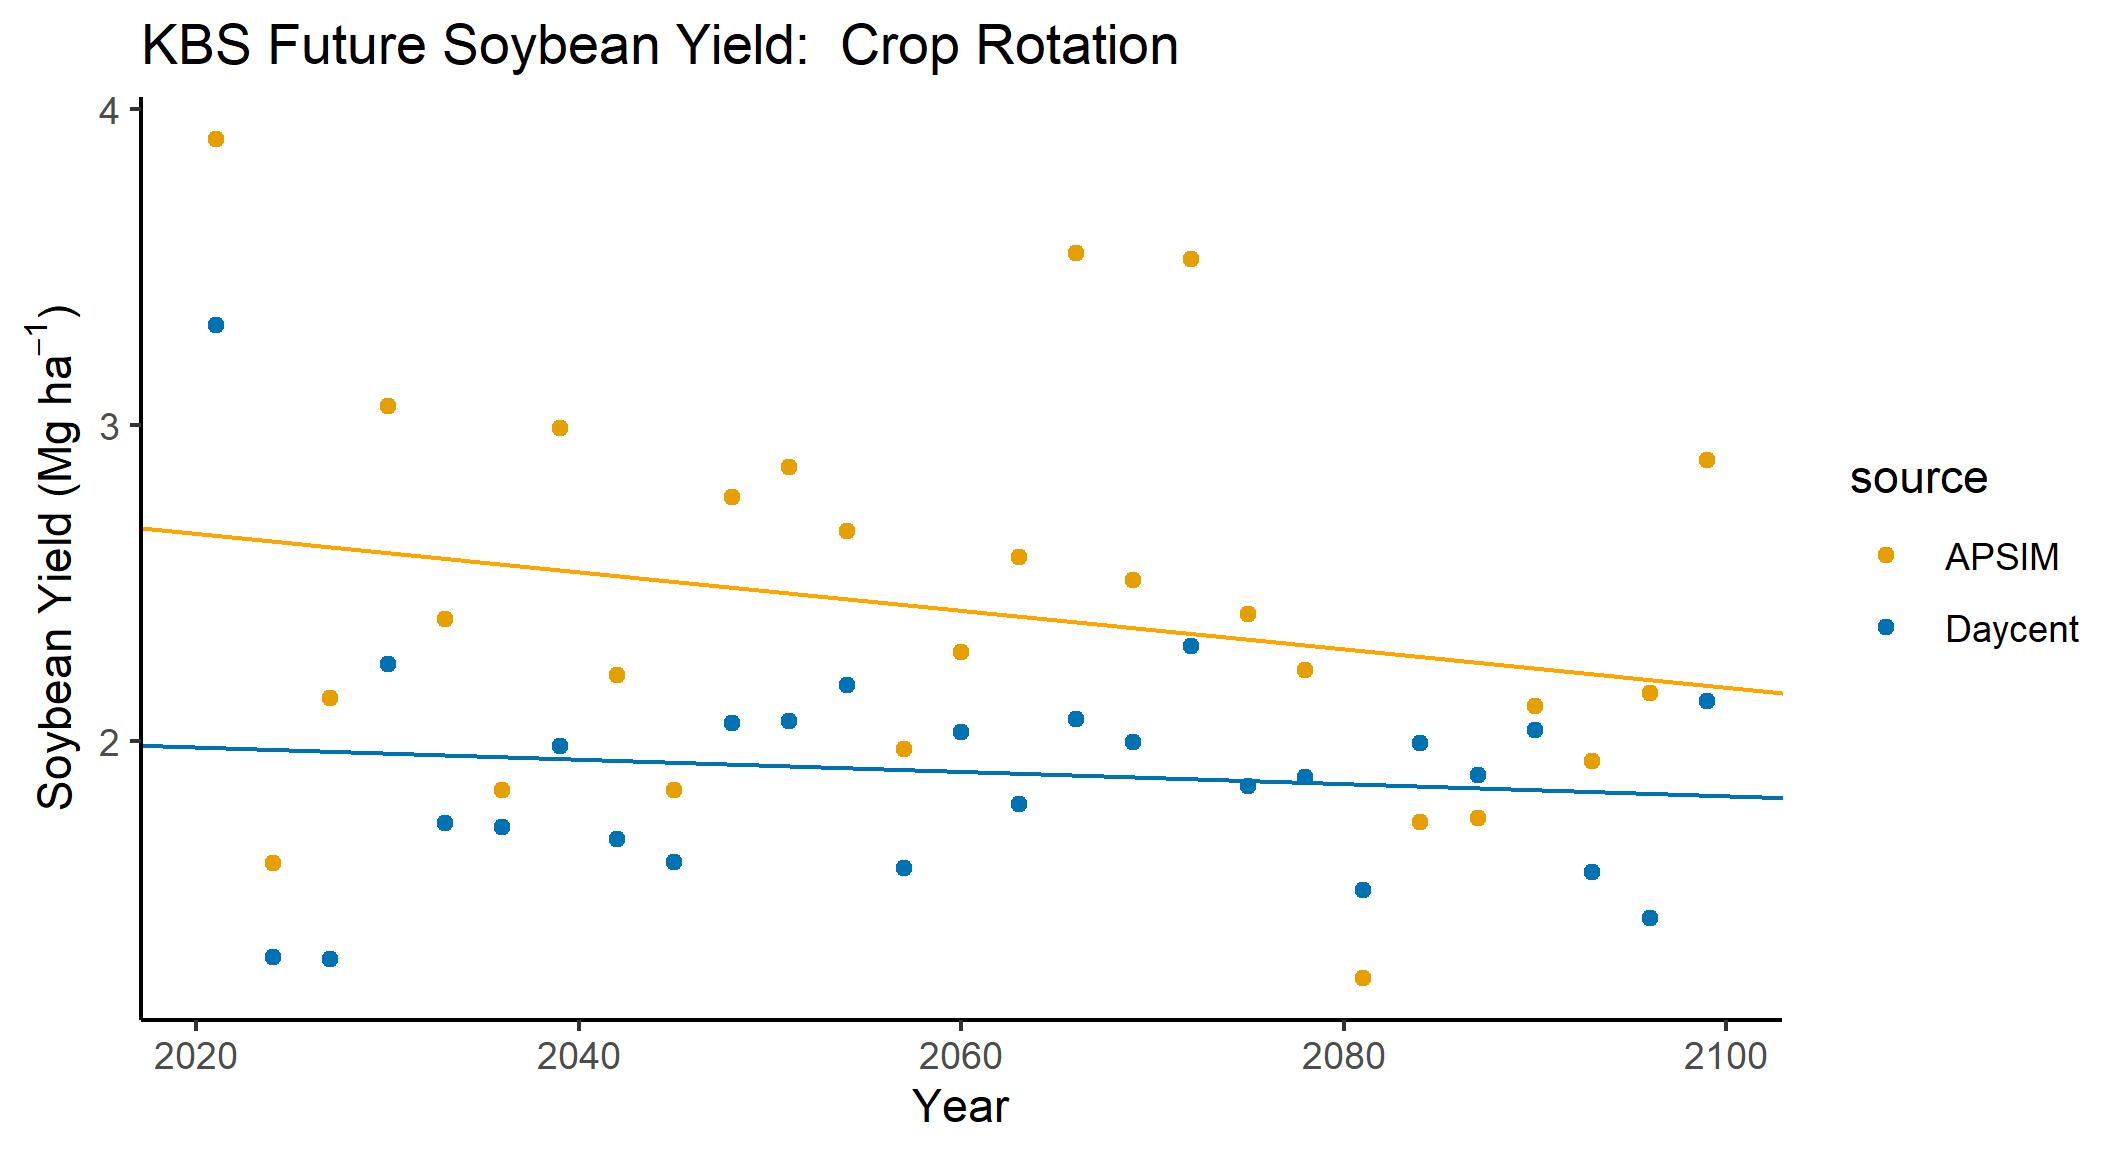 KBS Future Soybean Yield:  Crop Rotation
4
3
2
Soybean Yield (Mg ha⁻¹)
2020
2040
2060
2080
2100
Year
source
APSIM
Daycent